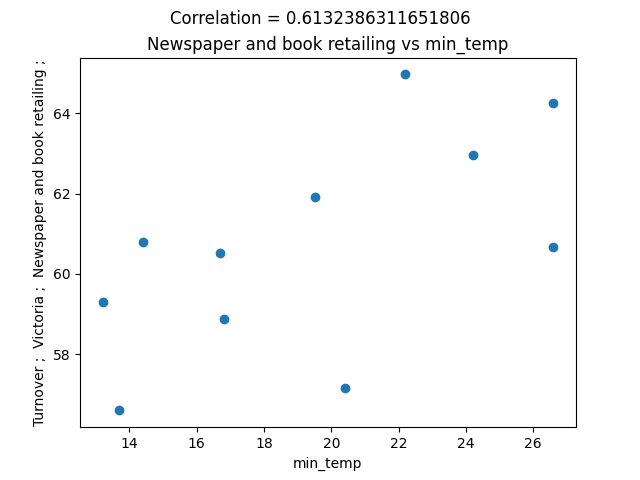 Correlation = 0.6132386311651806
Newspaper and book retailing vs min_temp
Turnover ;  Victoria ;  Newspaper and book retailing ;
64
62
60
58
14 16 18 20 22 24 26
min_temp